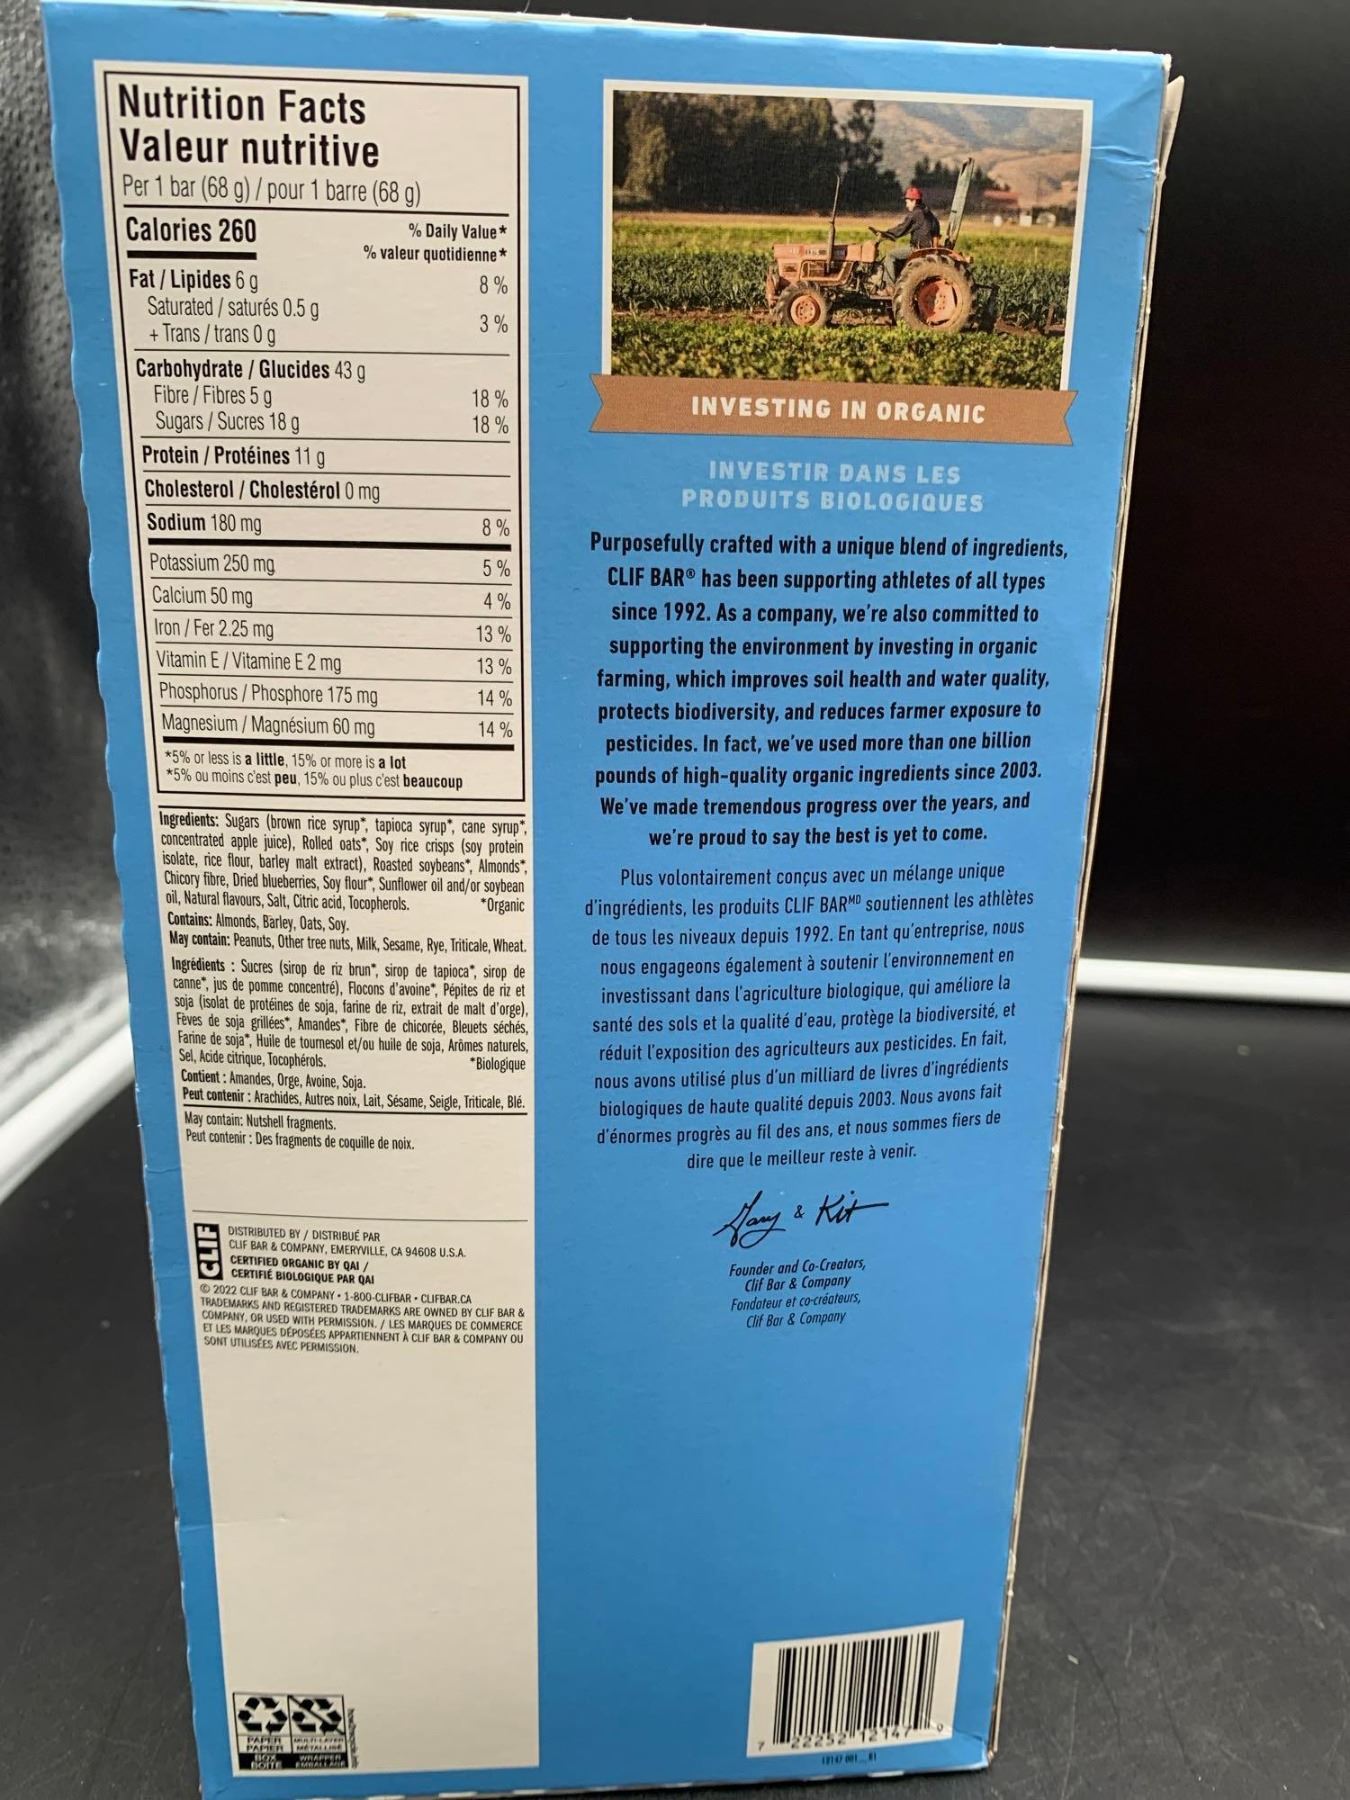 Nutrition Facts
Valeur nutritive
Per 1 bar (68 g) / pour 1 barre (68 g)
Calories 260
% Daily Value*
% valeur quotidienne*
Fat / Lipides 6 g 8 %
Saturated / saturés 0.5 g
+ Trans / trans 0 g 3 %
Carbohydrate / Glucides 43 g
Fibre / Fibres 5 g 18 %
Sugars / Sucres 18 g 18 %
Protein / Protéines 11 g
Cholesterol / Cholestérol 0 mg
Sodium 180 mg 8 %
Potassium 250 mg 5 %
Calcium 50 mg 4 %
Iron / Fer 2.25 mg 13 %
Vitamin E / Vitamine E 2 mg 13 %
Phosphorus / Phosphore 175 mg 14 %
Magnesium / Magnésium 60 mg 14 %
*5% or less is a little, 15% or more is a lot
*5% ou moins c'est peu, 15% ou plus c'est beaucoup
Ingredients: Sugars (brown rice syrup*, tapioca syrup*, cane syrup*,
concentrated apple juice), Rolled oats*, Soy rice crisps (soy protein
isolate, rice flour, barley malt extract), Roasted soybeans*, Almonds*,
Chicory fibre, Dried blueberries, Soy flour*, Sunflower oil and/or soybean
oil, Natural flavours, Salt, Citric acid, Tocopherols. *Organic
Contains: Almonds, Barley, Oats, Soy.
May contain: Peanuts, Other tree nuts, Milk, Sesame, Rye, Triticale, Wheat.
Ingrédients : Sucres (sirop de riz brun*, sirop de tapioca*, sirop de
canne*, jus de pomme concentré), Flocons d'avoine*, Pépites de riz et
soja (isolat de protéines de soja, farine de riz, extrait de malt d'orge),
Fèves de soja grillées*, Amandes*, Fibre de chicorée, Bleuets séchés,
Farine de soja*, Huile de tournesol et/ou huile de soja, Arômes naturels,
Sel, Acide citrique, Tocophérols. *Biologique
Contient : Amandes, Orge, Avoine, Soja.
Peut contenir : Arachides, Autres noix, Lait, Sésame, Seigle, Triticale, Blé.
May contain: Nutshell fragments.
Peut contenir : Des fragments de coquille de noix.
CLIF
DISTRIBUTED BY / DISTRIBUÉ PAR
CLIF BAR & COMPANY, EMERYVILLE, CA 94608 U.S.A.
CERTIFIED ORGANIC BY QAI /
CERTIFIÉ BIOLOGIQUE PAR QAI
© 2022 CLIF BAR & COMPANY • 1-800-CLIFBAR • CLIFBAR.CA
TRADEMARKS AND REGISTERED TRADEMARKS ARE OWNED BY CLIF BAR &
COMPANY, OR USED WITH PERMISSION. / LES MARQUES DE COMMERCE
ET LES MARQUES DÉPOSÉES APPARTIENNENT À CLIF BAR & COMPANY OU
SONT UTILISÉES AVEC PERMISSION.
PAPER
PAPIER
BOX
BOITE
MULTI-LAYER
METALLISE
WRAPPER
EMBALLAGE
INVESTING IN ORGANIC
INVESTIR DANS LES
PRODUITS BIOLOGIQUES
Purposefully crafted with a unique blend of ingredients,
CLIF BAR® has been supporting athletes of all types
since 1992. As a company, we're also committed to
supporting the environment by investing in organic
farming, which improves soil health and water quality,
protects biodiversity, and reduces farmer exposure to
pesticides. In fact, we've used more than one billion
pounds of high-quality organic ingredients since 2003.
We've made tremendous progress over the years, and
we're proud to say the best is yet to come.
Plus volontairement conçus avec un mélange unique
d'ingrédients, les produits CLIF BARᴹᴰ soutiennent les athlètes
de tous les niveaux depuis 1992. En tant qu'entreprise, nous
nous engageons également à soutenir l'environnement en
investissant dans l'agriculture biologique, qui améliore la
santé des sols et la qualité d'eau, protège la biodiversité, et
réduit l'exposition des agriculteurs aux pesticides. En fait,
nous avons utilisé plus d'un milliard de livres d'ingrédients
biologiques de haute qualité depuis 2003. Nous avons fait
d'énormes progrès au fil des ans, et nous sommes fiers de
dire que le meilleur reste à venir.
Gary & Kit
Founder and Co-Creators,
Clif Bar & Company
Fondateur et co-créateurs,
Clif Bar & Company
7 22252 12147 0